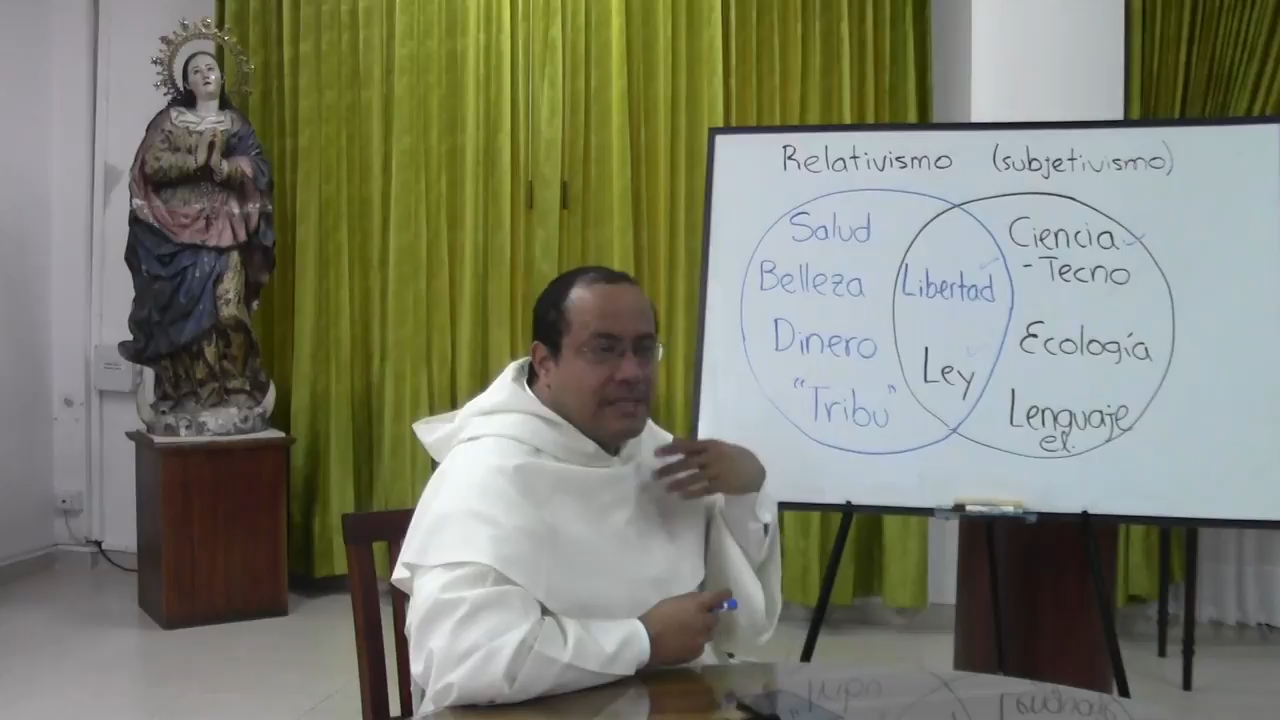 Relativismo (subjetivismo)
Salud
Belleza
Dinero
"Tribu"
Libertad
Ley
Ciencia
-Tecno
Ecología
Lenguaje
el.